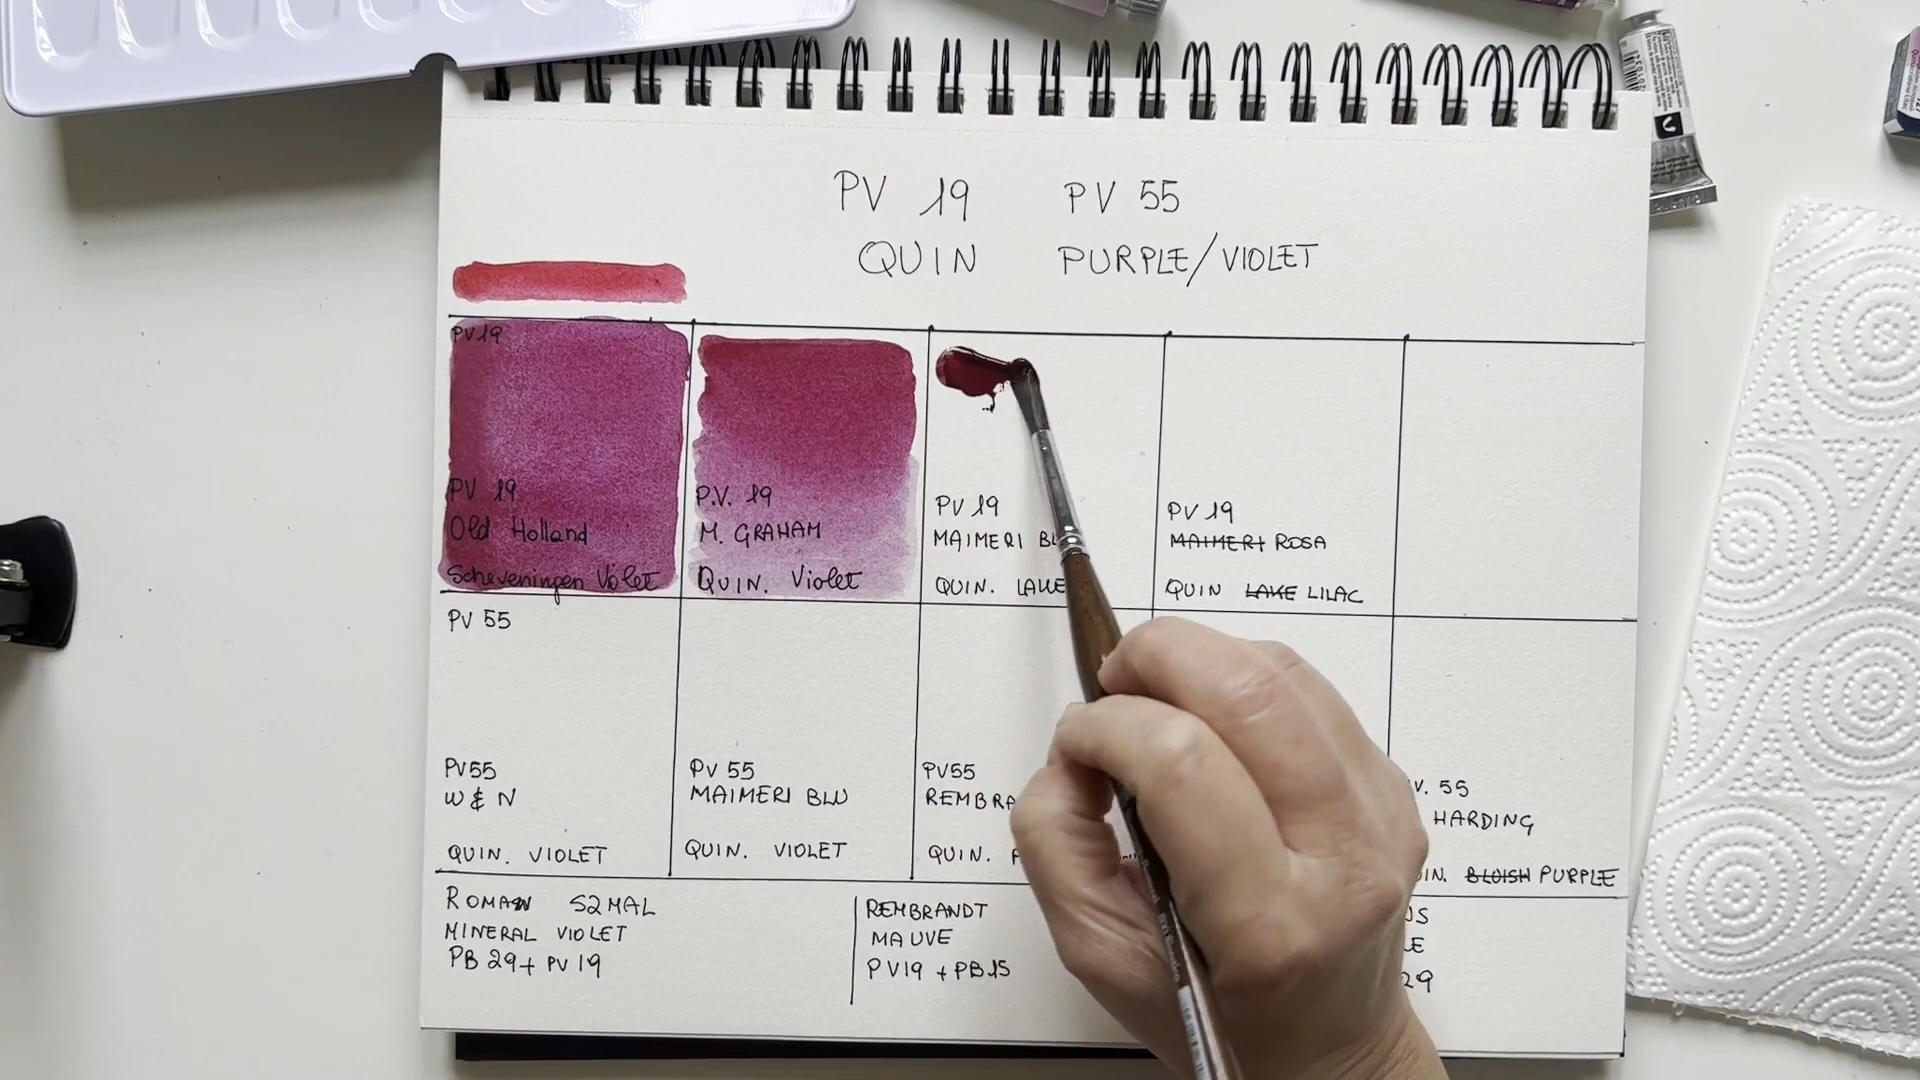 PV 19 PV 55
QUIN PURPLE/VIOLET
PV19
PV 19
Old Holland
Scheveningen Violet
P.V. 19
M. GRAHAM
QUIN. Violet
PV 19
MAIMERI
QUIN. LAKE
PV 19
MAIMERI ROSA
QUIN LAKE LILAC
PV 55
PV55
W & N
QUIN. VIOLET
PV 55
MAIMERI BLU
QUIN. VIOLET
PV55
QUIN.
55
HARDING
BLUISH PURPLE
ROMAN SZMAL
MINERAL VIOLET
PB 29+ PV 19
REMBRANDT
MAUVE
PV19 + PB15
29